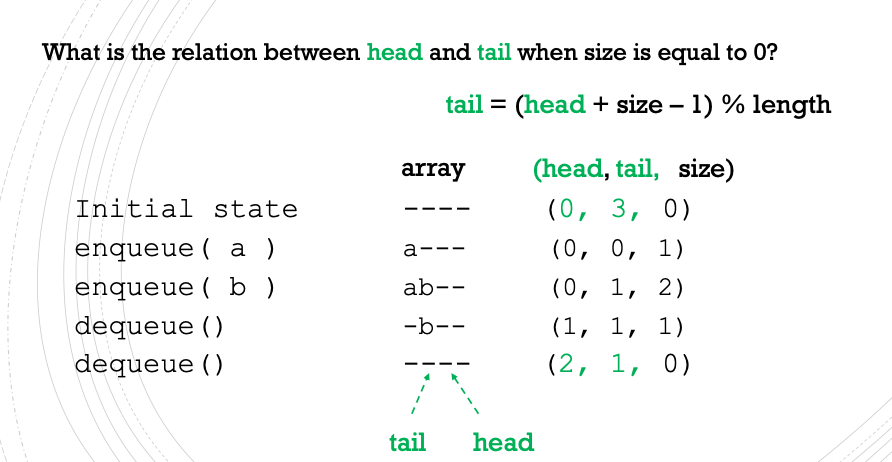 What is the relation between head and tail when size is equal to 0?
tail = (head + size – 1) % length
array (head, tail, size)
Initial state ---- (0, 3, 0)
enqueue( a ) a--- (0, 0, 1)
enqueue( b ) ab-- (0, 1, 2)
dequeue() -b-- (1, 1, 1)
dequeue() ---- (2, 1, 0)
tail head